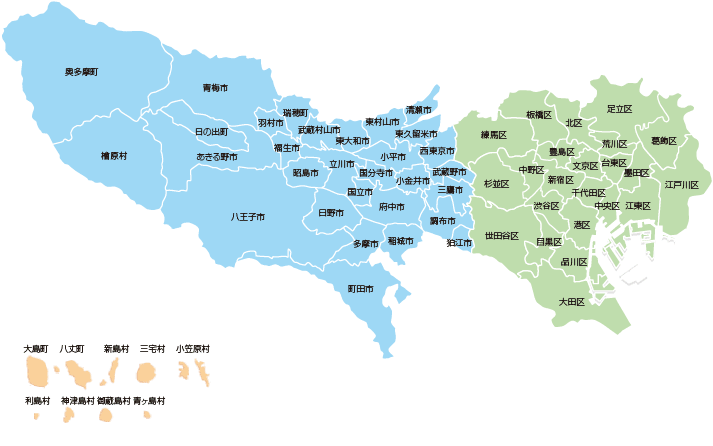 奥多摩町
青梅市
瑞穂町
羽村市
日の出町
檜原村
あきる野市
福生市
武蔵村山市
東大和市
東村山市
清瀬市
東久留米市
西東京市
昭島市
立川市
小平市
国分寺市
小金井市
武蔵野市
三鷹市
国立市
府中市
調布市
狛江市
八王子市
日野市
多摩市
稲城市
町田市
板橋区
北区
足立区
練馬区
豊島区
荒川区
葛飾区
中野区
文京区
台東区
墨田区
杉並区
新宿区
千代田区
江戸川区
渋谷区
中央区
江東区
世田谷区
目黒区
港区
品川区
大田区
大島町
八丈町
新島村
三宅村
小笠原村
利島村
神津島村
御蔵島村
青ヶ島村